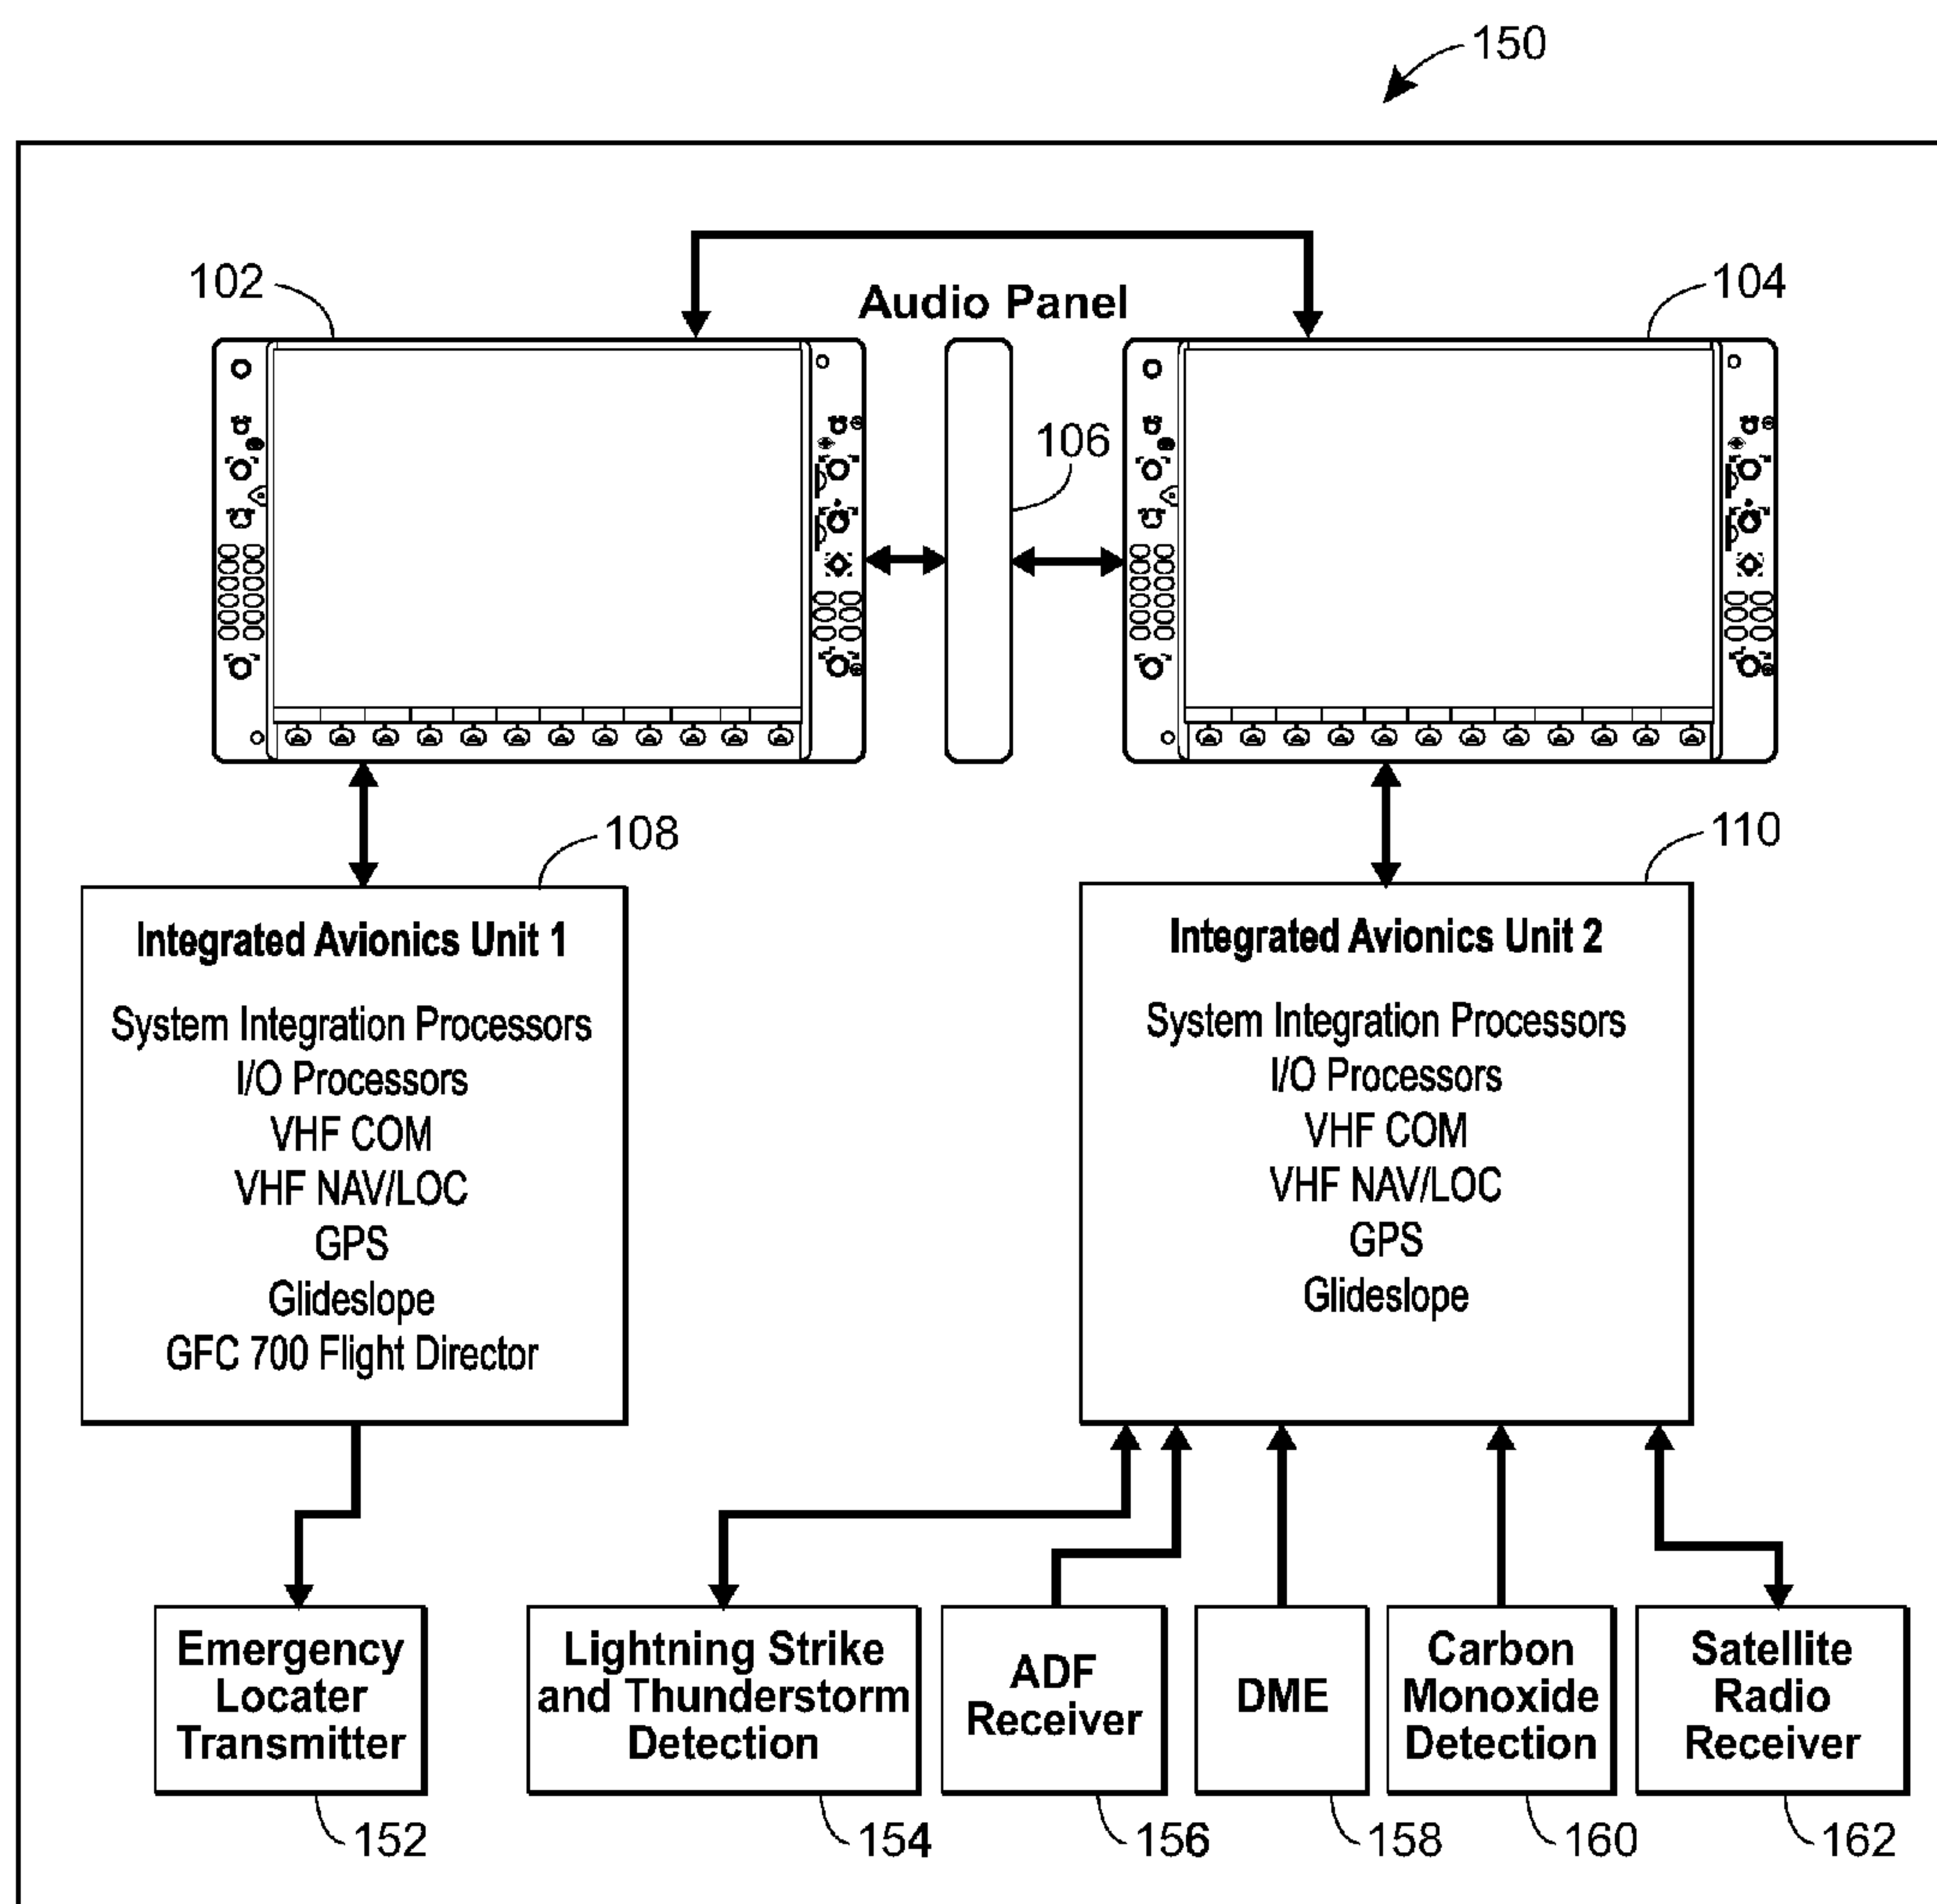 150
102
104
Audio Panel
106
108
110
Integrated Avionics Unit 1
System Integration Processors
I/O Processors
VHF COM
VHF NAV/LOC
GPS
Glideslope
GFC 700 Flight Director
Integrated Avionics Unit 2
System Integration Processors
I/O Processors
VHF COM
VHF NAV/LOC
GPS
Glideslope
Emergency
Locater
Transmitter
Lightning Strike
and Thunderstorm
Detection
ADF
Receiver
DME
Carbon
Monoxide
Detection
Satellite
Radio
Receiver
152
154
156
158
160
162